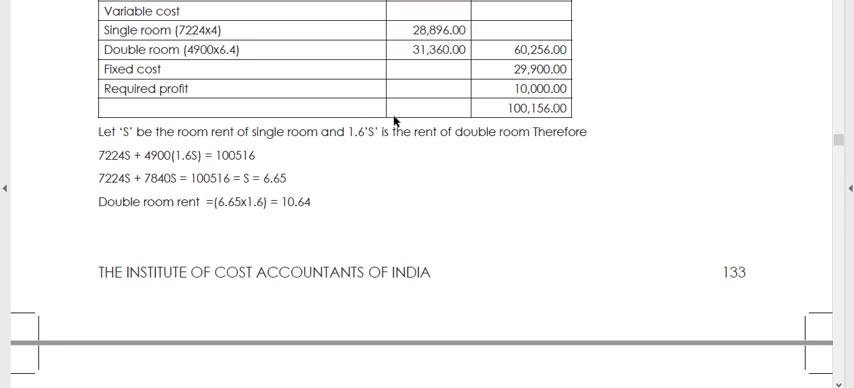 Variable cost
Single room (7224x4) 28,896.00
Double room (4900x6.4) 31,360.00 60,256.00
Fixed cost 29,900.00
Required profit 10,000.00
100,156.00
Let ‘S’ be the room rent of single room and 1.6‘S’ is the rent of double room Therefore
7224S + 4900(1.6S) = 100516
7224S + 7840S = 100516 = S = 6.65
Double room rent =(6.65x1.6) = 10.64
THE INSTITUTE OF COST ACCOUNTANTS OF INDIA 133